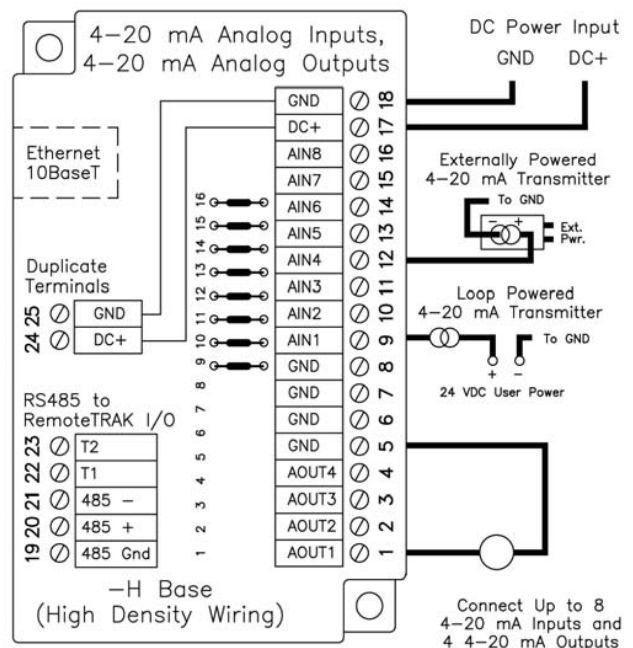 4-20 mA Analog Inputs,
4-20 mA Analog Outputs
DC Power Input
GND DC+
GND 18
DC+ 17
AIN8 16
AIN7 15
AIN6 14
AIN5 13
AIN4 12
AIN3 11
AIN2 10
AIN1 9
GND 8
GND 7
GND 6
GND 5
AOUT4 4
AOUT3 3
AOUT2 2
AOUT1 1
Ethernet
10BaseT
16
15
14
13
12
11
10
9
8
7
6
5
4
3
2
1
Duplicate
Terminals
25 GND
24 DC+
RS485 to
RemoteTRAK I/O
23 T2
22 T1
21 485 -
20 485 +
19 485 Gnd
-H Base
(High Density Wiring)
Externally Powered
4-20 mA Transmitter
To GND
- +
Ext.
Pwr.
Loop Powered
4-20 mA Transmitter
To GND
+ -
24 VDC User Power
Connect Up to 8
4-20 mA Inputs and
4 4-20 mA Outputs